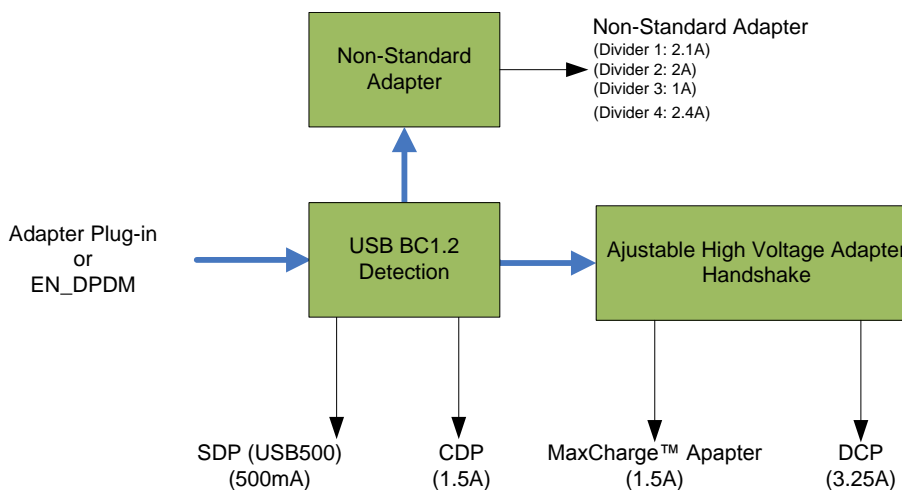 Non-Standard
Adapter
Non-Standard Adapter
(Divider 1: 2.1A)
(Divider 2: 2A)
(Divider 3: 1A)
(Divider 4: 2.4A)
Adapter Plug-in
or
EN_DPDM
USB BC1.2
Detection
Ajustable High Voltage Adapter
Handshake
SDP (USB500)
(500mA)
CDP
(1.5A)
MaxCharge™ Apapter
(1.5A)
DCP
(3.25A)